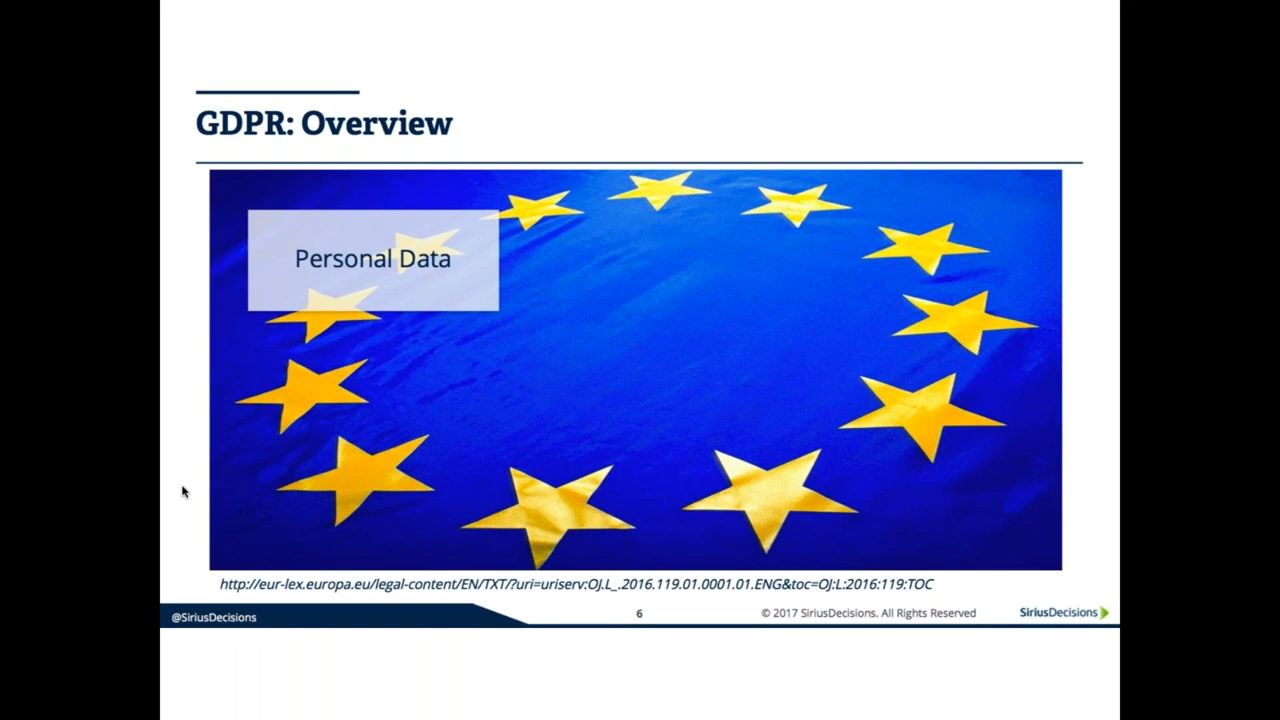 GDPR: Overview
Personal Data
http://eur-lex.europa.eu/legal-content/EN/TXT/?uri=uriserv:OJ.L_.2016.119.01.0001.01.ENG&toc=OJ:L:2016:119:TOC
@SiriusDecisions
6
© 2017 SiriusDecisions. All Rights Reserved
SiriusDecisions